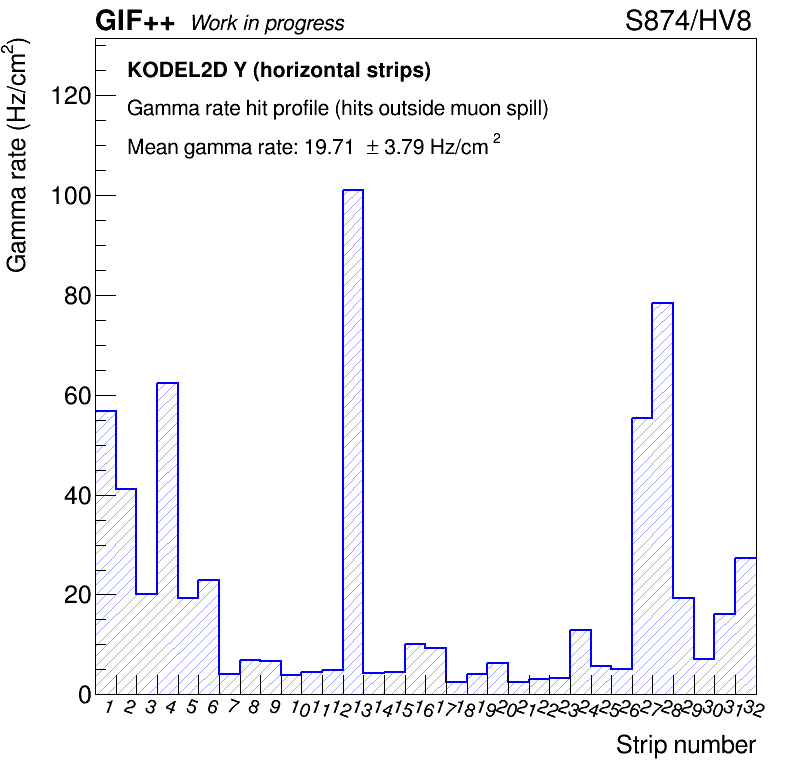 GIF++ Work in progress S874/HV8
KODEL2D Y (horizontal strips)
Gamma rate hit profile (hits outside muon spill)
Mean gamma rate: 19.71 ± 3.79 Hz/cm²
Gamma rate (Hz/cm²)
120
100
80
60
40
20
0
1 2 3 4 5 6 7 8 9 10 11 12 13 14 15 16 17 18 19 20 21 22 23 24 25 26 27 28 29 30 31 32
Strip number